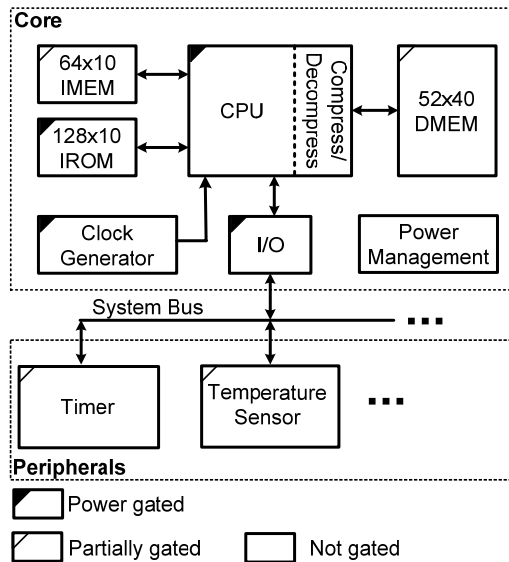 Core
64x10
IMEM
128x10
IROM
CPU
Compress/
Decompress
52x40
DMEM
Clock
Generator
I/O
Power
Management
System Bus
Timer
Temperature
Sensor
Peripherals
Power gated
Partially gated
Not gated